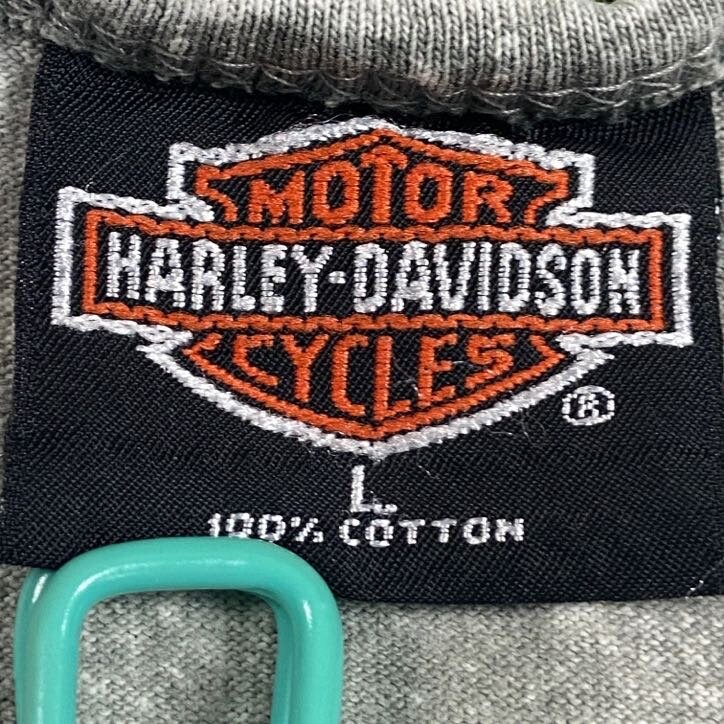 MOTOR
HARLEY-DAVIDSON
CYCLES
®
L
100% COTTON